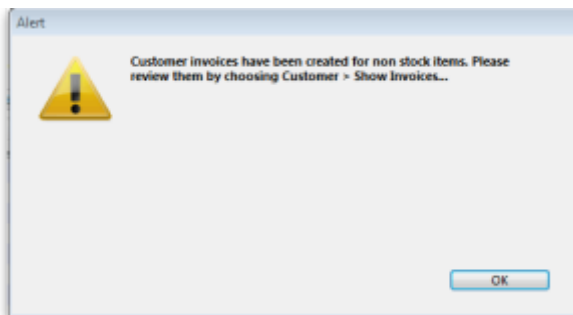 Alert
Customer invoices have been created for non stock items. Please
review them by choosing Customer > Show Invoices...
OK